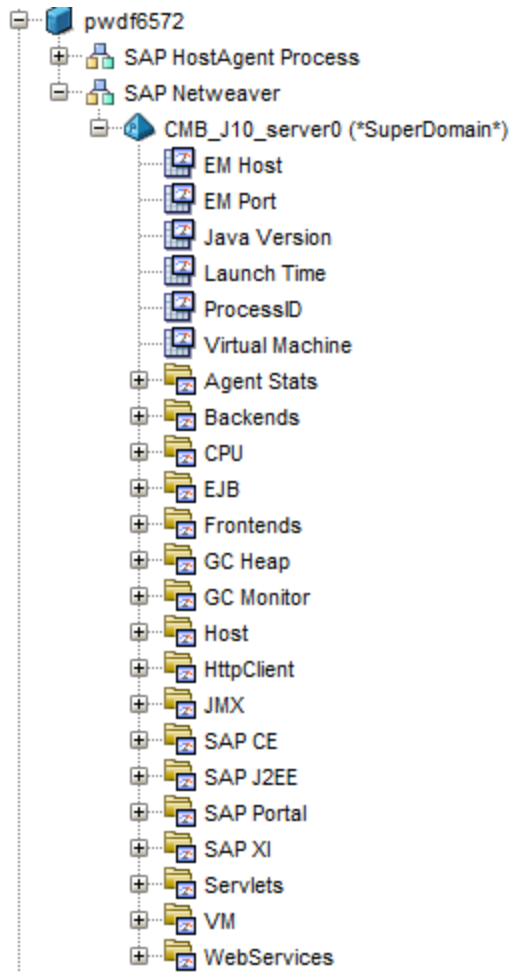 pwdf6572
SAP HostAgent Process
SAP Netweaver
CMB_J10_server0 (*SuperDomain*)
EM Host
EM Port
Java Version
Launch Time
ProcessID
Virtual Machine
Agent Stats
Backends
CPU
EJB
Frontends
GC Heap
GC Monitor
Host
HttpClient
JMX
SAP CE
SAP J2EE
SAP Portal
SAP XI
Servlets
VM
WebServices